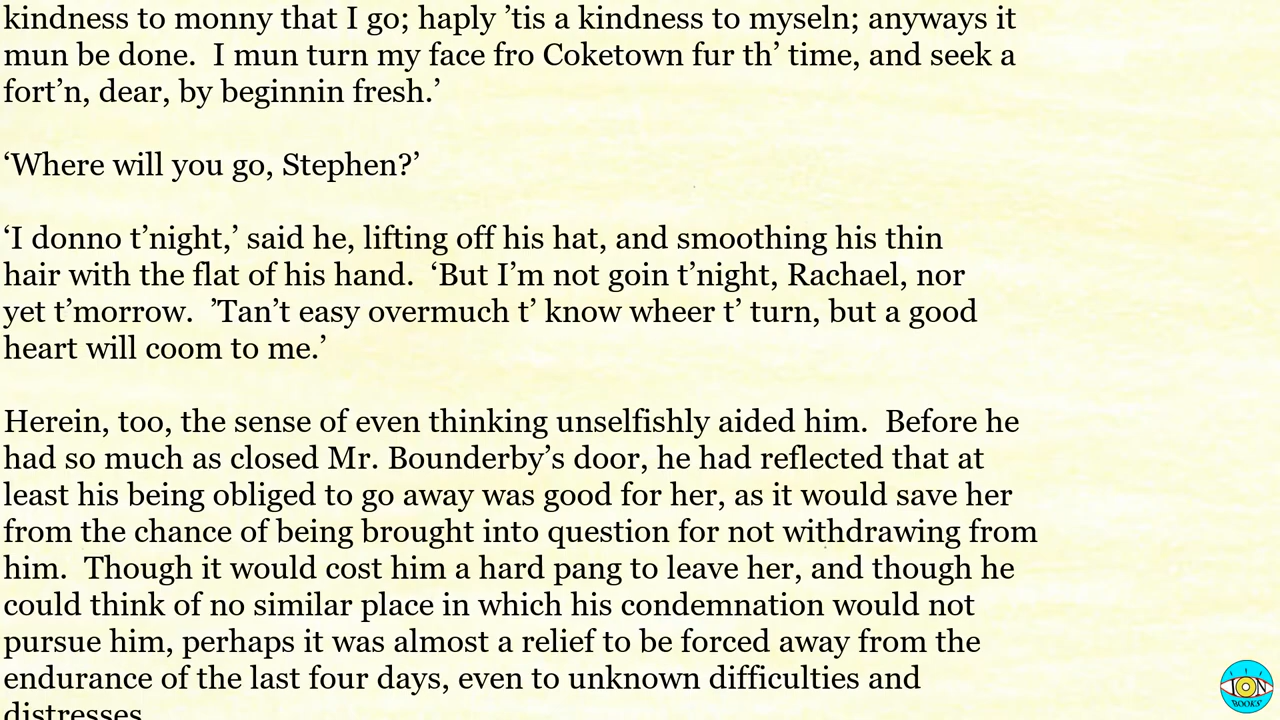 kindness to monny that I go; haply ’tis a kindness to myseln; anyways it
mun be done.  I mun turn my face fro Coketown fur th’ time, and seek a
fort’n, dear, by beginnin fresh.’
‘Where will you go, Stephen?’
‘I donno t’night,’ said he, lifting off his hat, and smoothing his thin
hair with the flat of his hand.  ‘But I’m not goin t’night, Rachael, nor
yet t’morrow.  ’Tan’t easy overmuch t’ know wheer t’ turn, but a good
heart will coom to me.’
Herein, too, the sense of even thinking unselfishly aided him.  Before he
had so much as closed Mr. Bounderby’s door, he had reflected that at
least his being obliged to go away was good for her, as it would save her
from the chance of being brought into question for not withdrawing from
him.  Though it would cost him a hard pang to leave her, and though he
could think of no similar place in which his condemnation would not
pursue him, perhaps it was almost a relief to be forced away from the
endurance of the last four days, even to unknown difficulties and
distresses.
ION
BOOKS